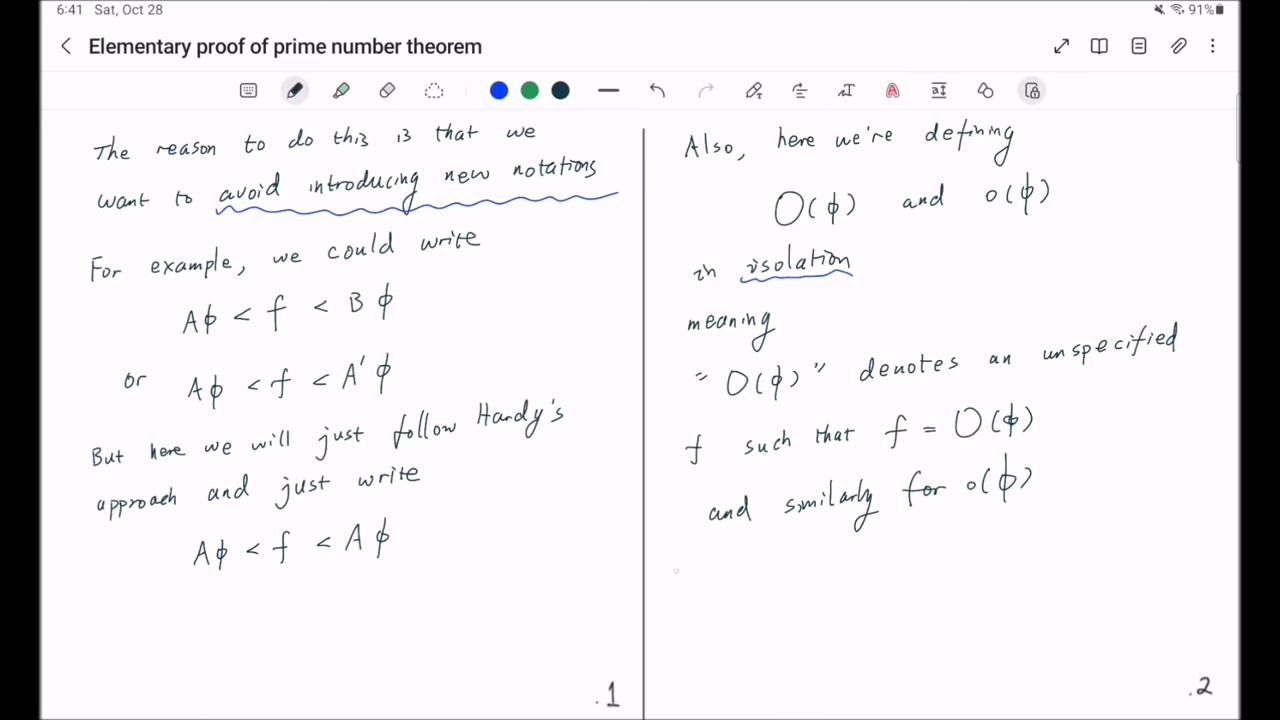 6:41 Sat, Oct 28
91%
Elementary proof of prime number theorem
The reason to do this is that we
want to avoid introducing new notations
For example, we could write
Aϕ < f < B ϕ
or Aϕ < f < A' ϕ
But here we will just follow Hardy's
approach and just write
Aϕ < f < A ϕ
.1
Also, here we're defining
O(ϕ) and o(ϕ)
in isolation
meaning
"O(ϕ)" denotes an unspecified
f such that f = O(ϕ)
and similarly for o(ϕ)
.2